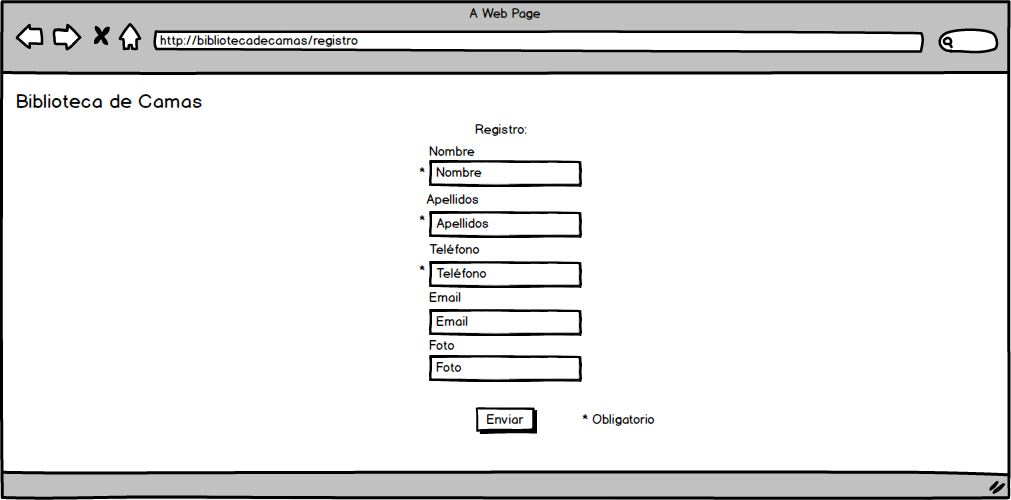 A Web Page
http://bibliotecadecamas/registro
Biblioteca de Camas
Registro:
Nombre
* Nombre
Apellidos
* Apellidos
Teléfono
* Teléfono
Email
Email
Foto
Foto
Enviar * Obligatorio